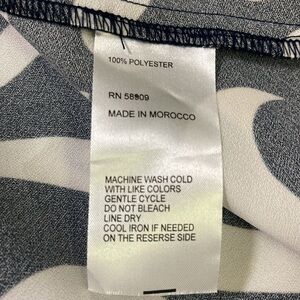 100% POLYESTER
RN 58909
MADE IN MOROCCO
MACHINE WASH COLD
WITH LIKE COLORS
GENTLE CYCLE
DO NOT BLEACH
LINE DRY
COOL IRON IF NEEDED
ON THE RESERSE SIDE